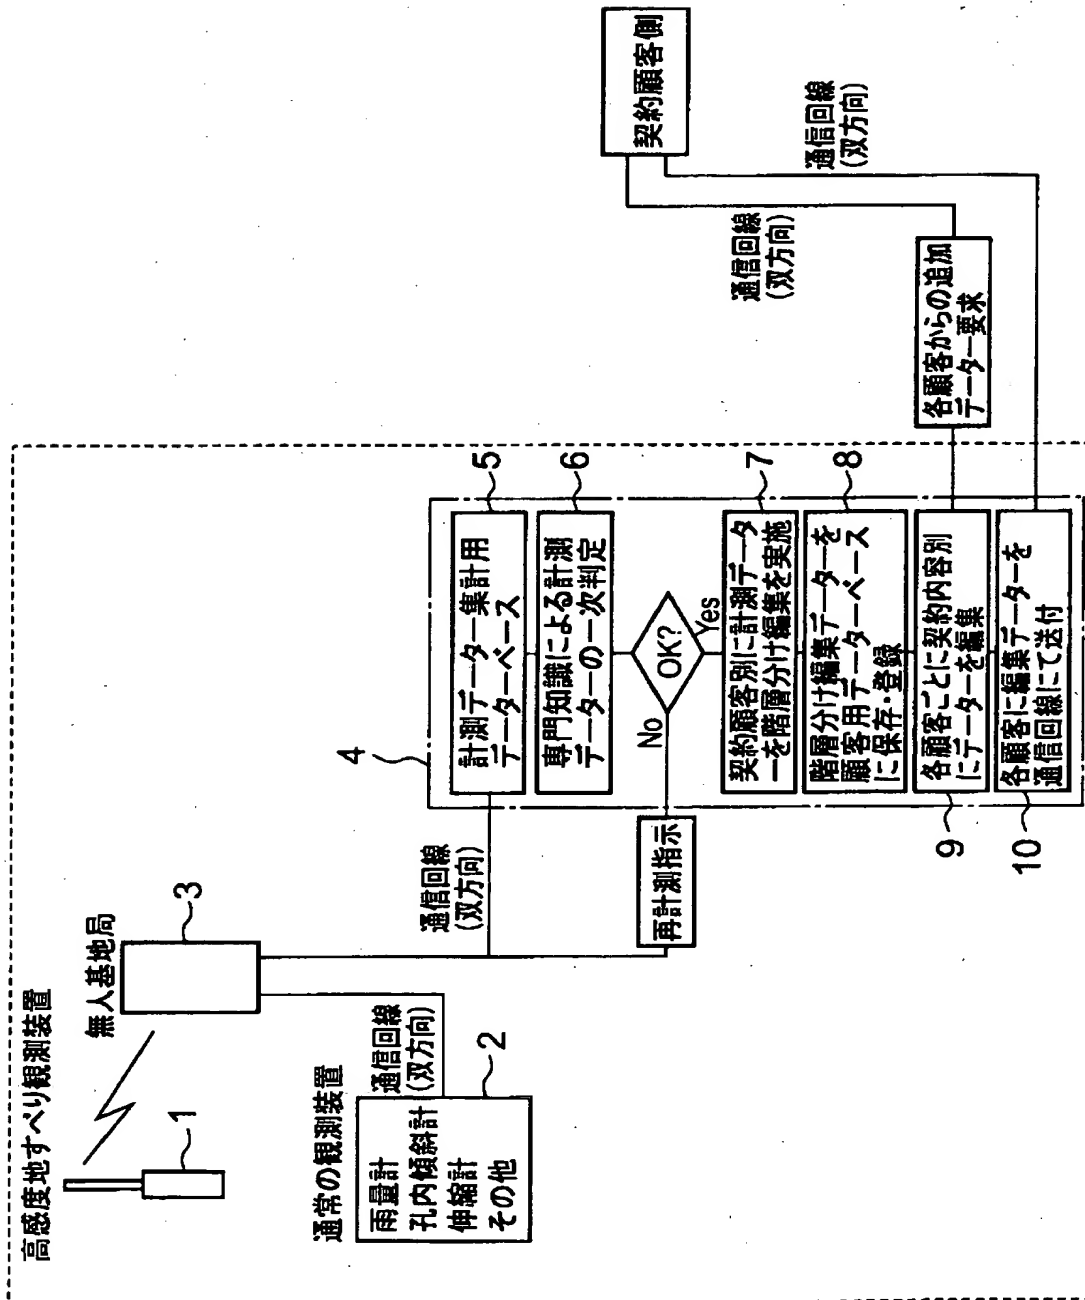 高感度地すべり観測装置
1
無人基地局
3
通常の観測装置
雨量計
孔内傾斜計
伸縮計
その他
2
通信回線
(双方向)
通信回線
(双方向)
再計測指示
4
計測データー集計用
データーベース
5
専門知識による計測
データーの一次判定
6
OK?
No
Yes
契約顧客別に計測データ
ーを階層分け編集を実施
7
階層分け編集データーを
顧客用データーベース
に保存・登録
8
各顧客ごとに契約内容別
にデーターを編集
9
各顧客に編集データーを
通信回線にて送付
10
各顧客からの追加
データー要求
通信回線
(双方向)
通信回線
(双方向)
契約顧客側